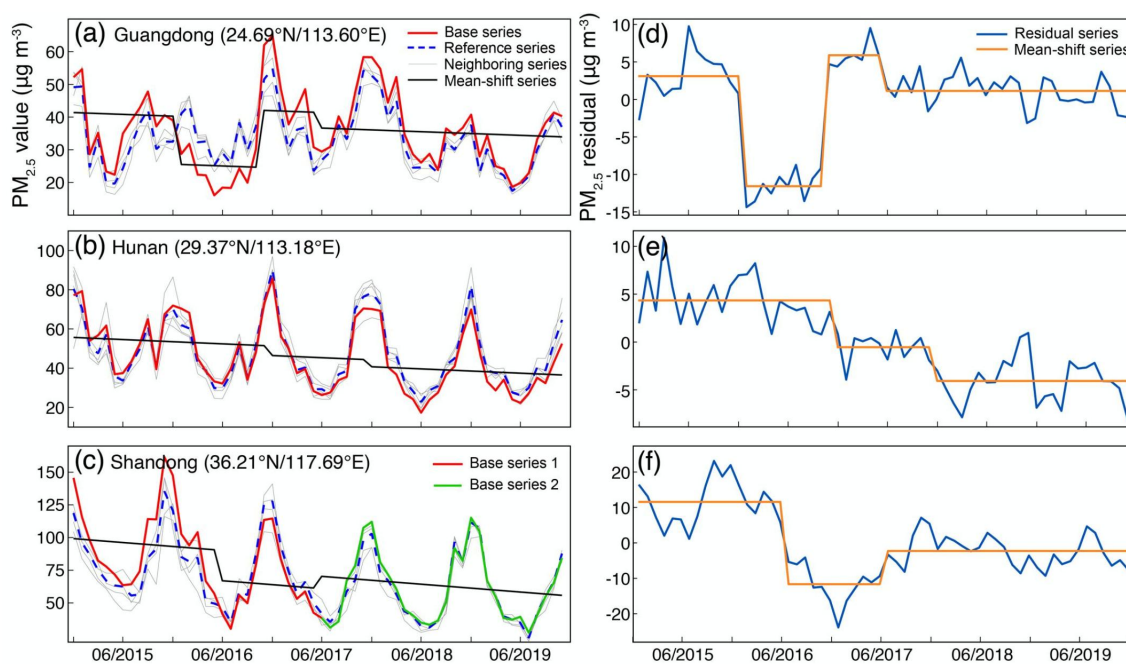 (a) Guangdong (24.69°N/113.60°E)
Base series
Reference series
Neighboring series
Mean-shift series
PM2.5 value (µg m-3)
60
50
40
30
20
(d)
Residual series
Mean-shift series
PM2.5 residual (µg m-3)
10
5
0
-5
-10
-15
(b) Hunan (29.37°N/113.18°E)
100
80
60
40
20
(e)
10
5
0
-5
(c) Shandong (36.21°N/117.69°E)
Base series 1
Base series 2
150
125
100
75
50
06/2015 06/2016 06/2017 06/2018 06/2019
(f)
20
10
0
-10
-20
06/2015 06/2016 06/2017 06/2018 06/2019